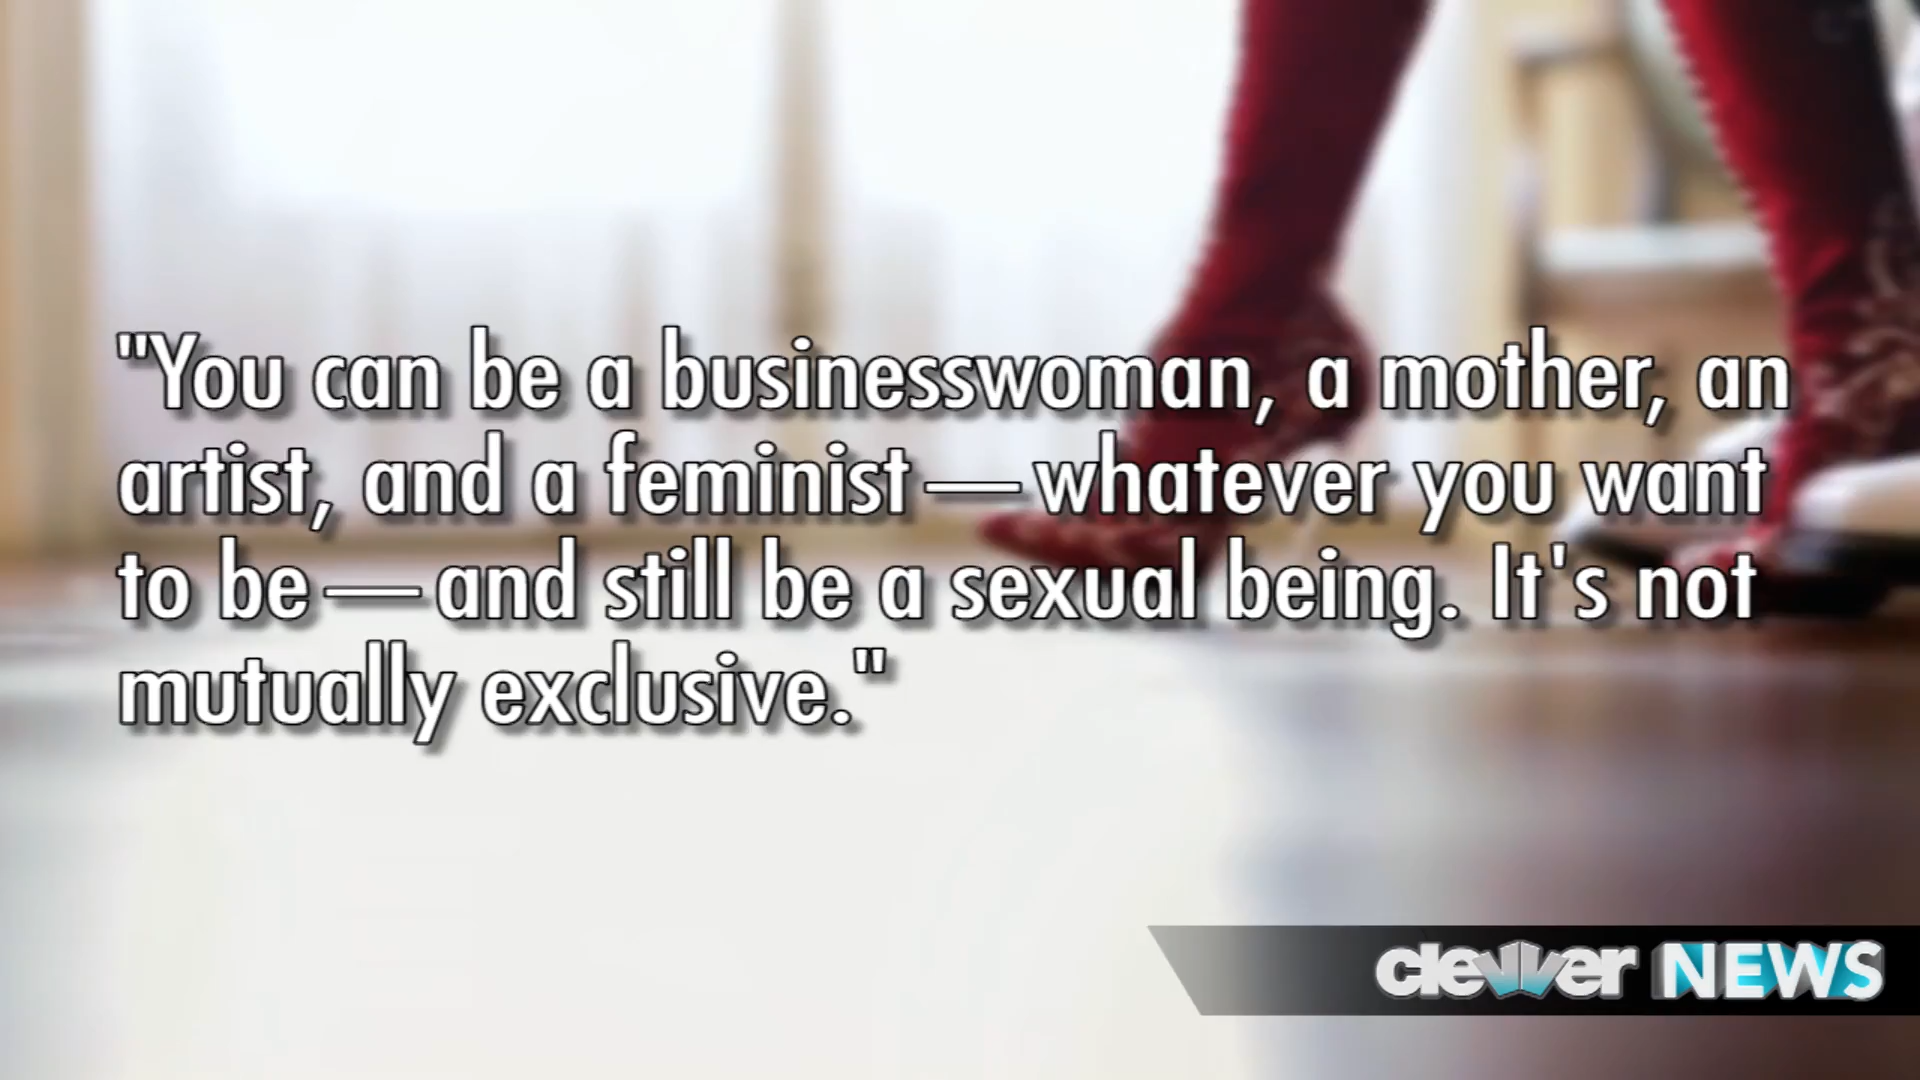 "You can be a businesswoman, a mother, an
artist, and a feminist — whatever you want
to be — and still be a sexual being. It's not
mutually exclusive."
clevver NEWS